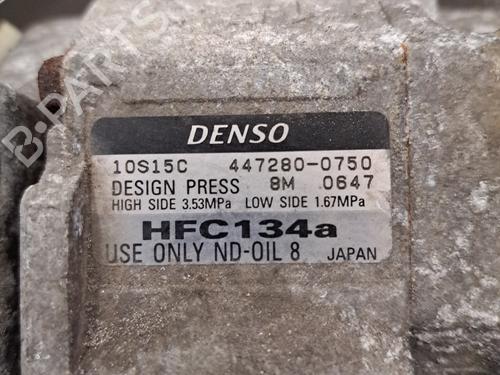 DENSO
10S15C 447280-0750
DESIGN PRESS 8M 0647
HIGH SIDE 3.53MPa LOW SIDE 1.67MPa
HFC134a
USE ONLY ND-OIL 8 JAPAN
B-PARTS